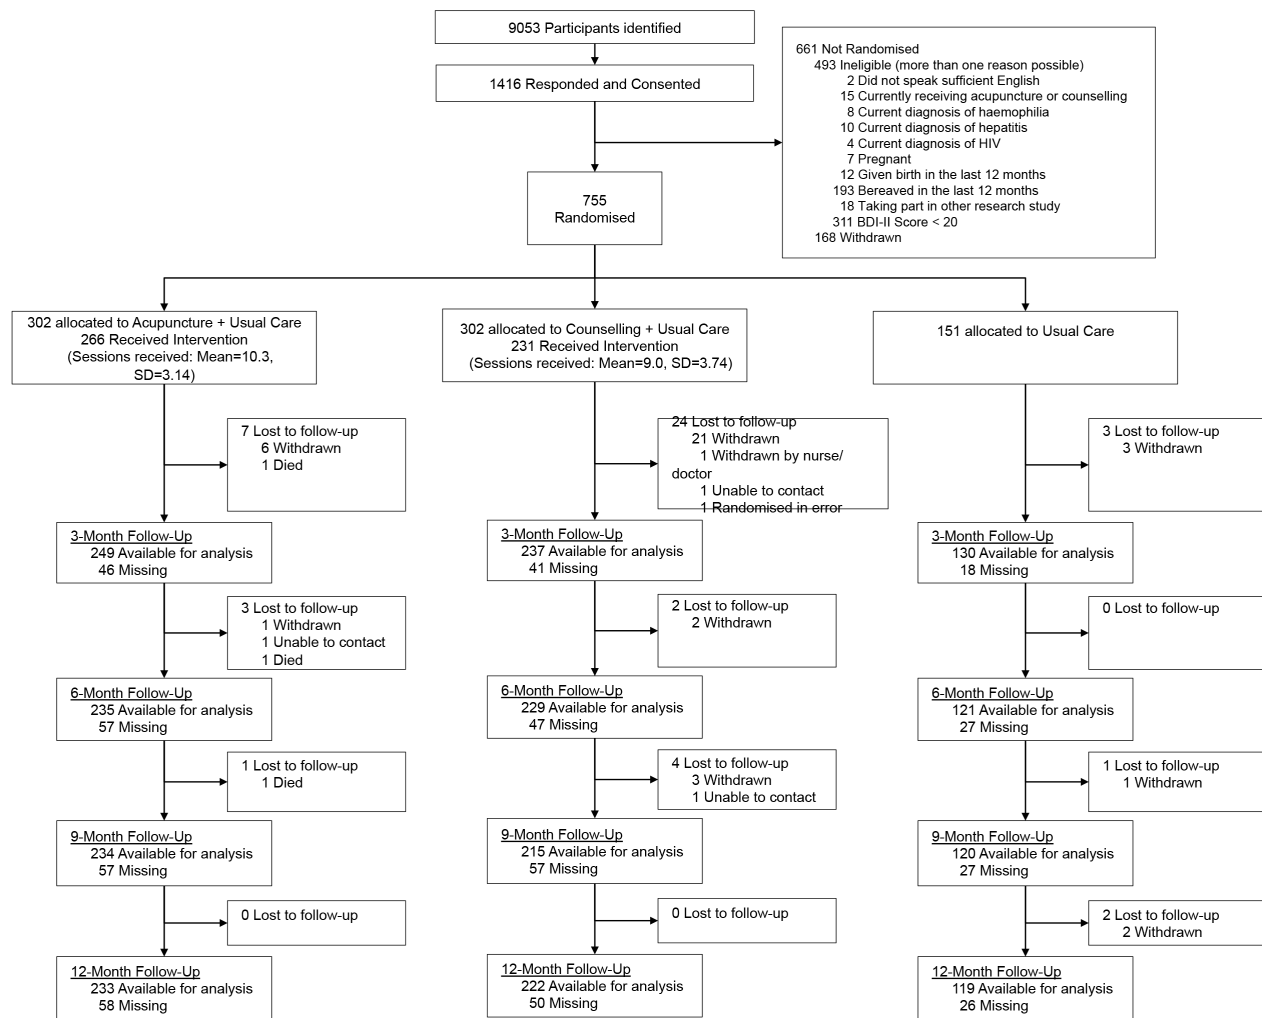 9053 Participants identified
1416 Responded and Consented
661 Not Randomised
493 Ineligible (more than one reason possible)
2 Did not speak sufficient English
15 Currently receiving acupuncture or counselling
8 Current diagnosis of haemophilia
10 Current diagnosis of hepatitis
4 Current diagnosis of HIV
7 Pregnant
12 Given birth in the last 12 months
193 Bereaved in the last 12 months
18 Taking part in other research study
311 BDI-II Score < 20
168 Withdrawn
755
Randomised
302 allocated to Acupuncture + Usual Care
266 Received Intervention
(Sessions received: Mean=10.3,
SD=3.14)
302 allocated to Counselling + Usual Care
231 Received Intervention
(Sessions received: Mean=9.0, SD=3.74)
151 allocated to Usual Care
7 Lost to follow-up
6 Withdrawn
1 Died
24 Lost to follow-up
21 Withdrawn
1 Withdrawn by nurse/
doctor
1 Unable to contact
1 Randomised in error
3 Lost to follow-up
3 Withdrawn
3-Month Follow-Up
249 Available for analysis
46 Missing
3-Month Follow-Up
237 Available for analysis
41 Missing
3-Month Follow-Up
130 Available for analysis
18 Missing
3 Lost to follow-up
1 Withdrawn
1 Unable to contact
1 Died
2 Lost to follow-up
2 Withdrawn
0 Lost to follow-up
6-Month Follow-Up
235 Available for analysis
57 Missing
6-Month Follow-Up
229 Available for analysis
47 Missing
6-Month Follow-Up
121 Available for analysis
27 Missing
1 Lost to follow-up
1 Died
4 Lost to follow-up
3 Withdrawn
1 Unable to contact
1 Lost to follow-up
1 Withdrawn
9-Month Follow-Up
234 Available for analysis
57 Missing
9-Month Follow-Up
215 Available for analysis
57 Missing
9-Month Follow-Up
120 Available for analysis
27 Missing
0 Lost to follow-up
0 Lost to follow-up
2 Lost to follow-up
2 Withdrawn
12-Month Follow-Up
233 Available for analysis
58 Missing
12-Month Follow-Up
222 Available for analysis
50 Missing
12-Month Follow-Up
119 Available for analysis
26 Missing